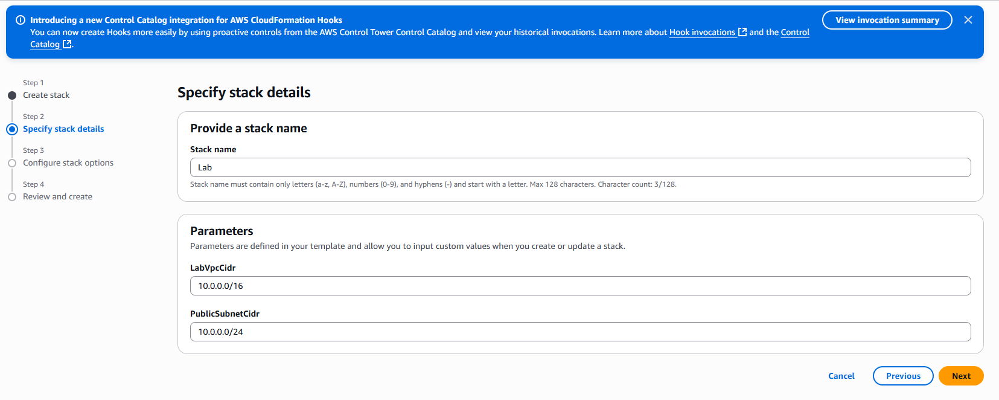 Introducing a new Control Catalog integration for AWS CloudFormation Hooks
You can now create Hooks more easily by using proactive controls from the AWS Control Tower Control Catalog and view your historical invocations. Learn more about Hook invocations and the Control
Catalog .
View invocation summary
Step 1
Create stack
Step 2
Specify stack details
Step 3
Configure stack options
Step 4
Review and create
Specify stack details
Provide a stack name
Stack name
Lab
Stack name must contain only letters (a-z, A-Z), numbers (0-9), and hyphens (-) and start with a letter. Max 128 characters. Character count: 3/128.
Parameters
Parameters are defined in your template and allow you to input custom values when you create or update a stack.
LabVpcCidr
10.0.0.0/16
PublicSubnetCidr
10.0.0.0/24
Cancel
Previous
Next